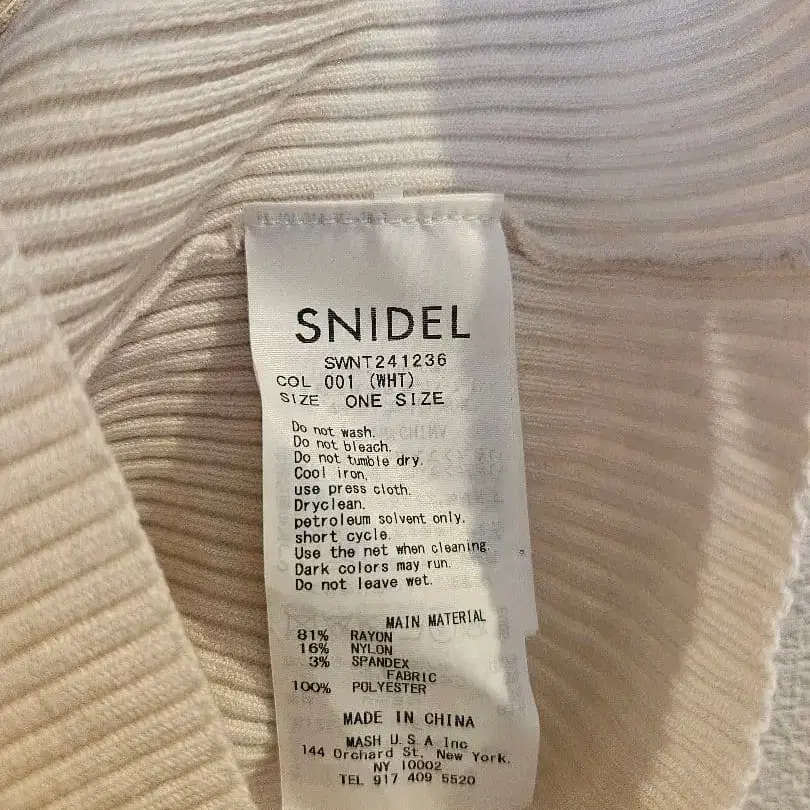 SNIDEL
SWNT241236
COL 001 (WHT)
SIZE ONE SIZE
Do not wash.
Do not bleach.
Do not tumble dry.
Cool iron,
use press cloth.
Dryclean.
petroleum solvent only.
short cycle.
Use the net when cleaning.
Dark colors may run.
Do not leave wet.
MAIN MATERIAL
81% RAYON
16% NYLON
3% SPANDEX
FABRIC
100% POLYESTER
MADE IN CHINA
MASH U.S.A Inc
144 Orchard St. New York.
NY 10002
TEL 917 409 5520